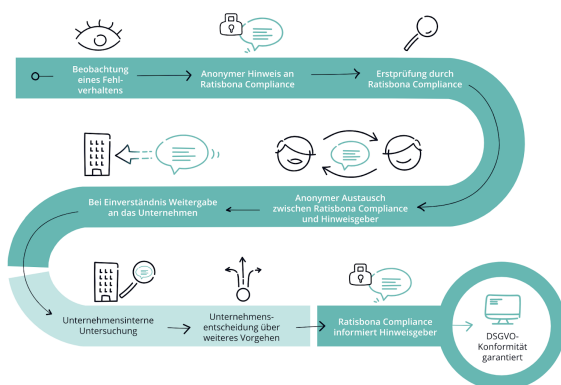 Beobachtung
eines Fehl-
verhaltens
Anonymer Hinweis an
Ratisbona Compliance
Erstprüfung durch
Ratisbona Compliance
Anonymer Austausch
zwischen Ratisbona Compliance
und Hinweisgeber
Bei Einverständnis Weitergabe
an das Unternehmen
Unternehmensinterne
Untersuchung
Unternehmens-
entscheidung über
weiteres Vorgehen
Ratisbona Compliance
informiert Hinweisgeber
DSGVO-
Konformität
garantiert